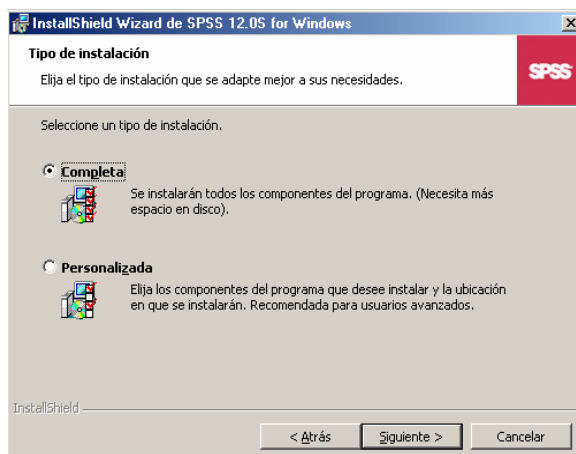 InstallShield Wizard de SPSS 12.0S for Windows
Tipo de instalación
Elija el tipo de instalación que se adapte mejor a sus necesidades.
SPSS
Seleccione un tipo de instalación.
Completa
Se instalarán todos los componentes del programa. (Necesita más
espacio en disco).
Personalizada
Elija los componentes del programa que desee instalar y la ubicación
en que se instalarán. Recomendada para usuarios avanzados.
InstallShield
< Atrás
Siguiente >
Cancelar